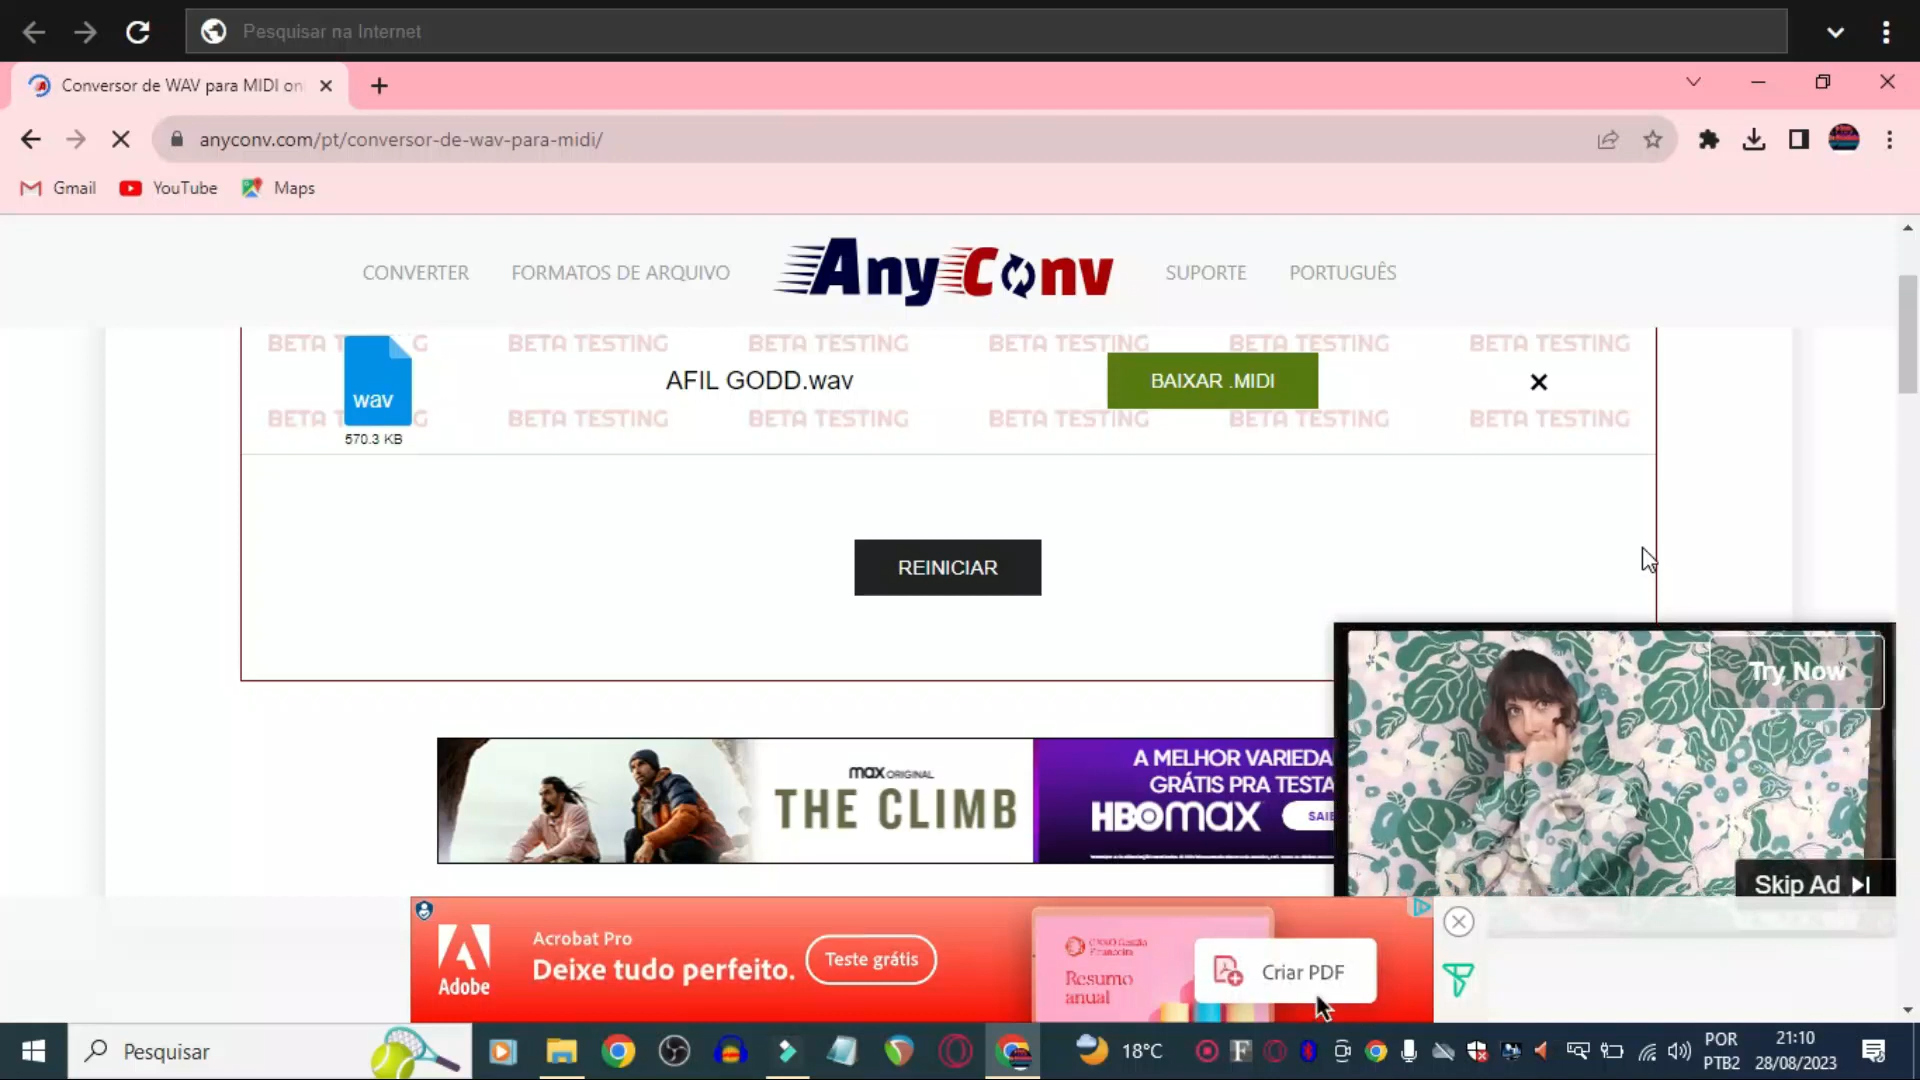 Pesquisar na Internet
Conversor de WAV para MIDI on
anyconv.com/pt/conversor-de-wav-para-midi/
Gmail
YouTube
Maps
CONVERTER
FORMATOS DE ARQUIVO
AnyConv
SUPORTE
PORTUGUÊS
BETA T G BETA TESTING BETA TESTING BETA TESTING BETA TESTING BETA TESTING
wav
AFIL GODD.wav
BAIXAR .MIDI
BETA T G BETA TESTING BETA TESTING BETA TESTING BETA TESTING BETA TESTING
570.3 KB
REINICIAR
Try Now
Skip Ad
max ORIGINAL
THE CLIMB
A MELHOR VARIEDA
GRÁTIS PRA TESTA
HBOmax
SAIB
Adobe
Acrobat Pro
Deixe tudo perfeito.
Teste grátis
Resumo
anual
Criar PDF
Pesquisar
18°C
POR
PTB2
21:10
28/08/2023